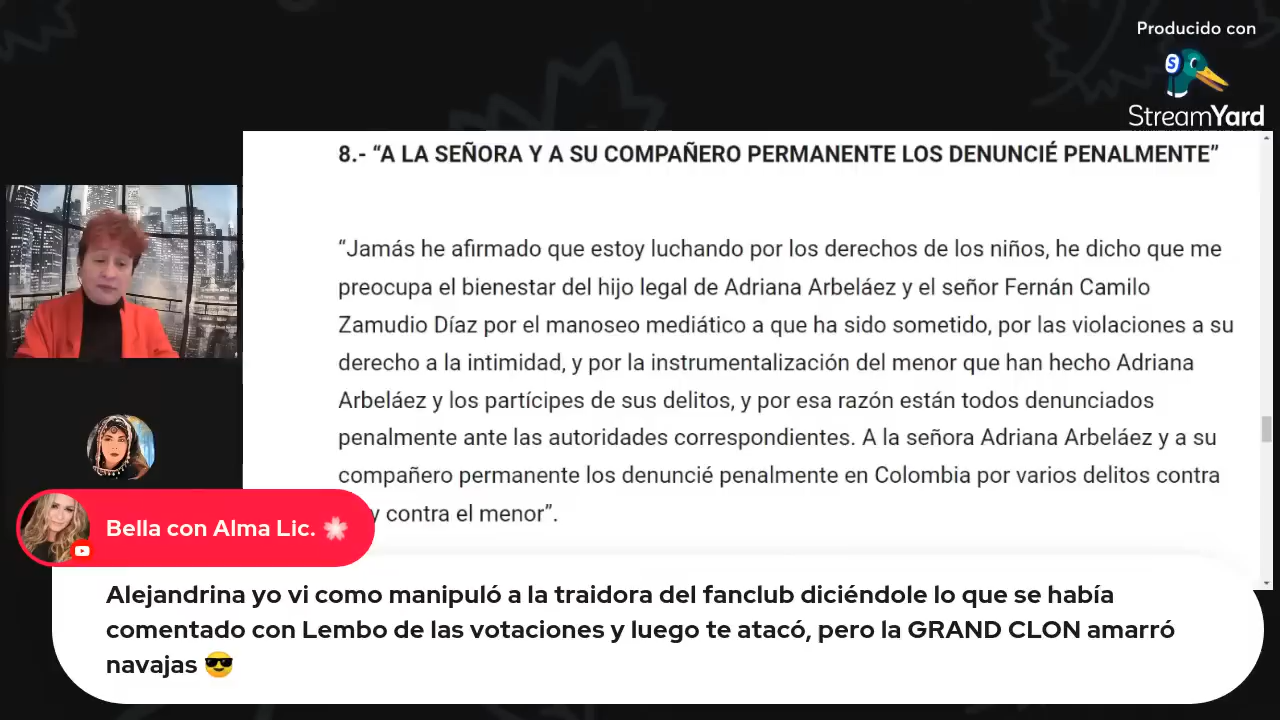 Producido con
StreamYard
8.- “A LA SEÑORA Y A SU COMPAÑERO PERMANENTE LOS DENUNCIÉ PENALMENTE”
“Jamás he afirmado que estoy luchando por los derechos de los niños, he dicho que me
preocupa el bienestar del hijo legal de Adriana Arbeláez y el señor Fernán Camilo
Zamudio Díaz por el manoseo mediático a que ha sido sometido, por las violaciones a su
derecho a la intimidad, y por la instrumentalización del menor que han hecho Adriana
Arbeláez y los partícipes de sus delitos, y por esa razón están todos denunciados
penalmente ante las autoridades correspondientes. A la señora Adriana Arbeláez y a su
compañero permanente los denuncié penalmente en Colombia por varios delitos contra
y contra el menor”.
Bella con Alma Lic. 🌸
Alejandrina yo vi como manipuló a la traidora del fanclub diciéndole lo que se había
comentado con Lembo de las votaciones y luego te atacó, pero la GRAND CLON amarró
navajas 😎